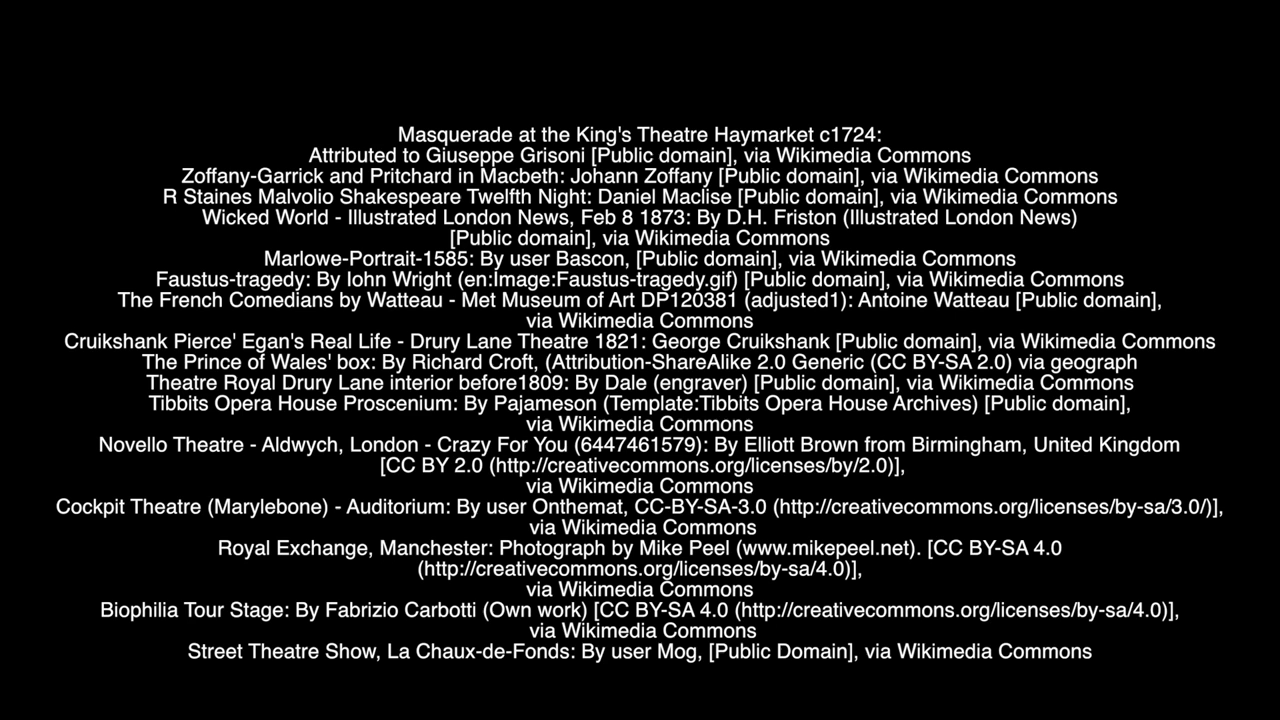 Masquerade at the King's Theatre Haymarket c1724:
Attributed to Giuseppe Grisoni [Public domain], via Wikimedia Commons
Zoffany-Garrick and Pritchard in Macbeth: Johann Zoffany [Public domain], via Wikimedia Commons
R Staines Malvolio Shakespeare Twelfth Night: Daniel Maclise [Public domain], via Wikimedia Commons
Wicked World - Illustrated London News, Feb 8 1873: By D.H. Friston (Illustrated London News)
[Public domain], via Wikimedia Commons
Marlowe-Portrait-1585: By user Bascon, [Public domain], via Wikimedia Commons
Faustus-tragedy: By Iohn Wright (en:Image:Faustus-tragedy.gif) [Public domain], via Wikimedia Commons
The French Comedians by Watteau - Met Museum of Art DP120381 (adjusted1): Antoine Watteau [Public domain],
via Wikimedia Commons
Cruikshank Pierce' Egan's Real Life - Drury Lane Theatre 1821: George Cruikshank [Public domain], via Wikimedia Commons
The Prince of Wales' box: By Richard Croft, (Attribution-ShareAlike 2.0 Generic (CC BY-SA 2.0) via geograph
Theatre Royal Drury Lane interior before1809: By Dale (engraver) [Public domain], via Wikimedia Commons
Tibbits Opera House Proscenium: By Pajameson (Template:Tibbits Opera House Archives) [Public domain],
via Wikimedia Commons
Novello Theatre - Aldwych, London - Crazy For You (6447461579): By Elliott Brown from Birmingham, United Kingdom
[CC BY 2.0 (http://creativecommons.org/licenses/by/2.0)],
via Wikimedia Commons
Cockpit Theatre (Marylebone) - Auditorium: By user Onthemat, CC-BY-SA-3.0 (http://creativecommons.org/licenses/by-sa/3.0/)],
via Wikimedia Commons
Royal Exchange, Manchester: Photograph by Mike Peel (www.mikepeel.net). [CC BY-SA 4.0
(http://creativecommons.org/licenses/by-sa/4.0)],
via Wikimedia Commons
Biophilia Tour Stage: By Fabrizio Carbotti (Own work) [CC BY-SA 4.0 (http://creativecommons.org/licenses/by-sa/4.0)],
via Wikimedia Commons
Street Theatre Show, La Chaux-de-Fonds: By user Mog, [Public Domain], via Wikimedia Commons